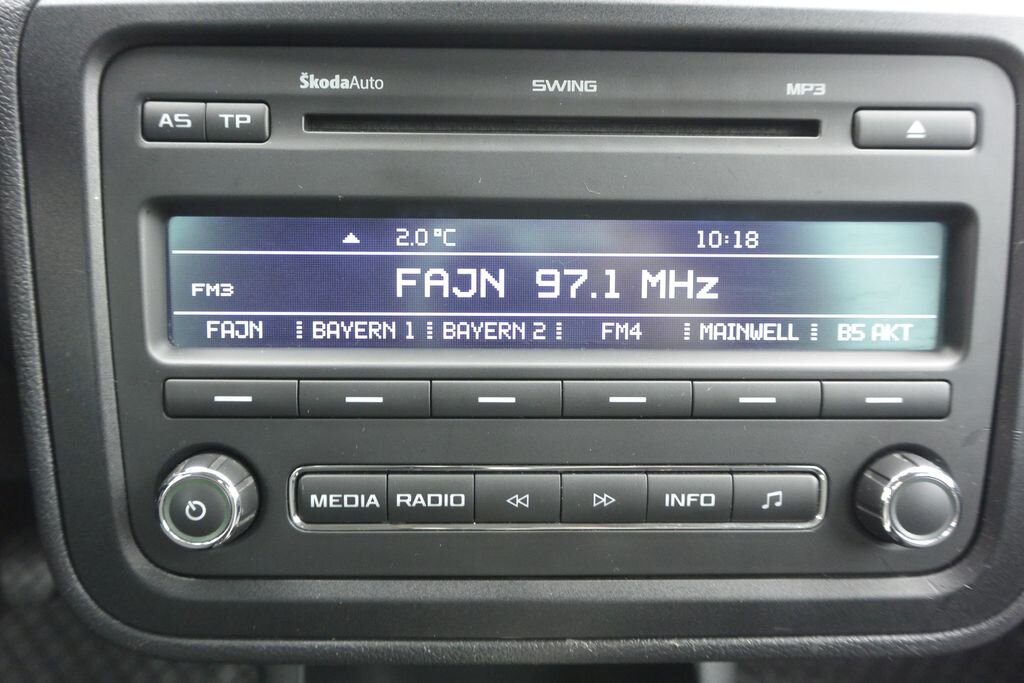 ŠkodaAuto SWING MP3
AS TP
2.0 °C 10:18
FM3 FAJN 97.1 MHz
FAJN BAYERN 1 BAYERN 2 FM4 MAINWELL B5 AKT
MEDIA RADIO INFO